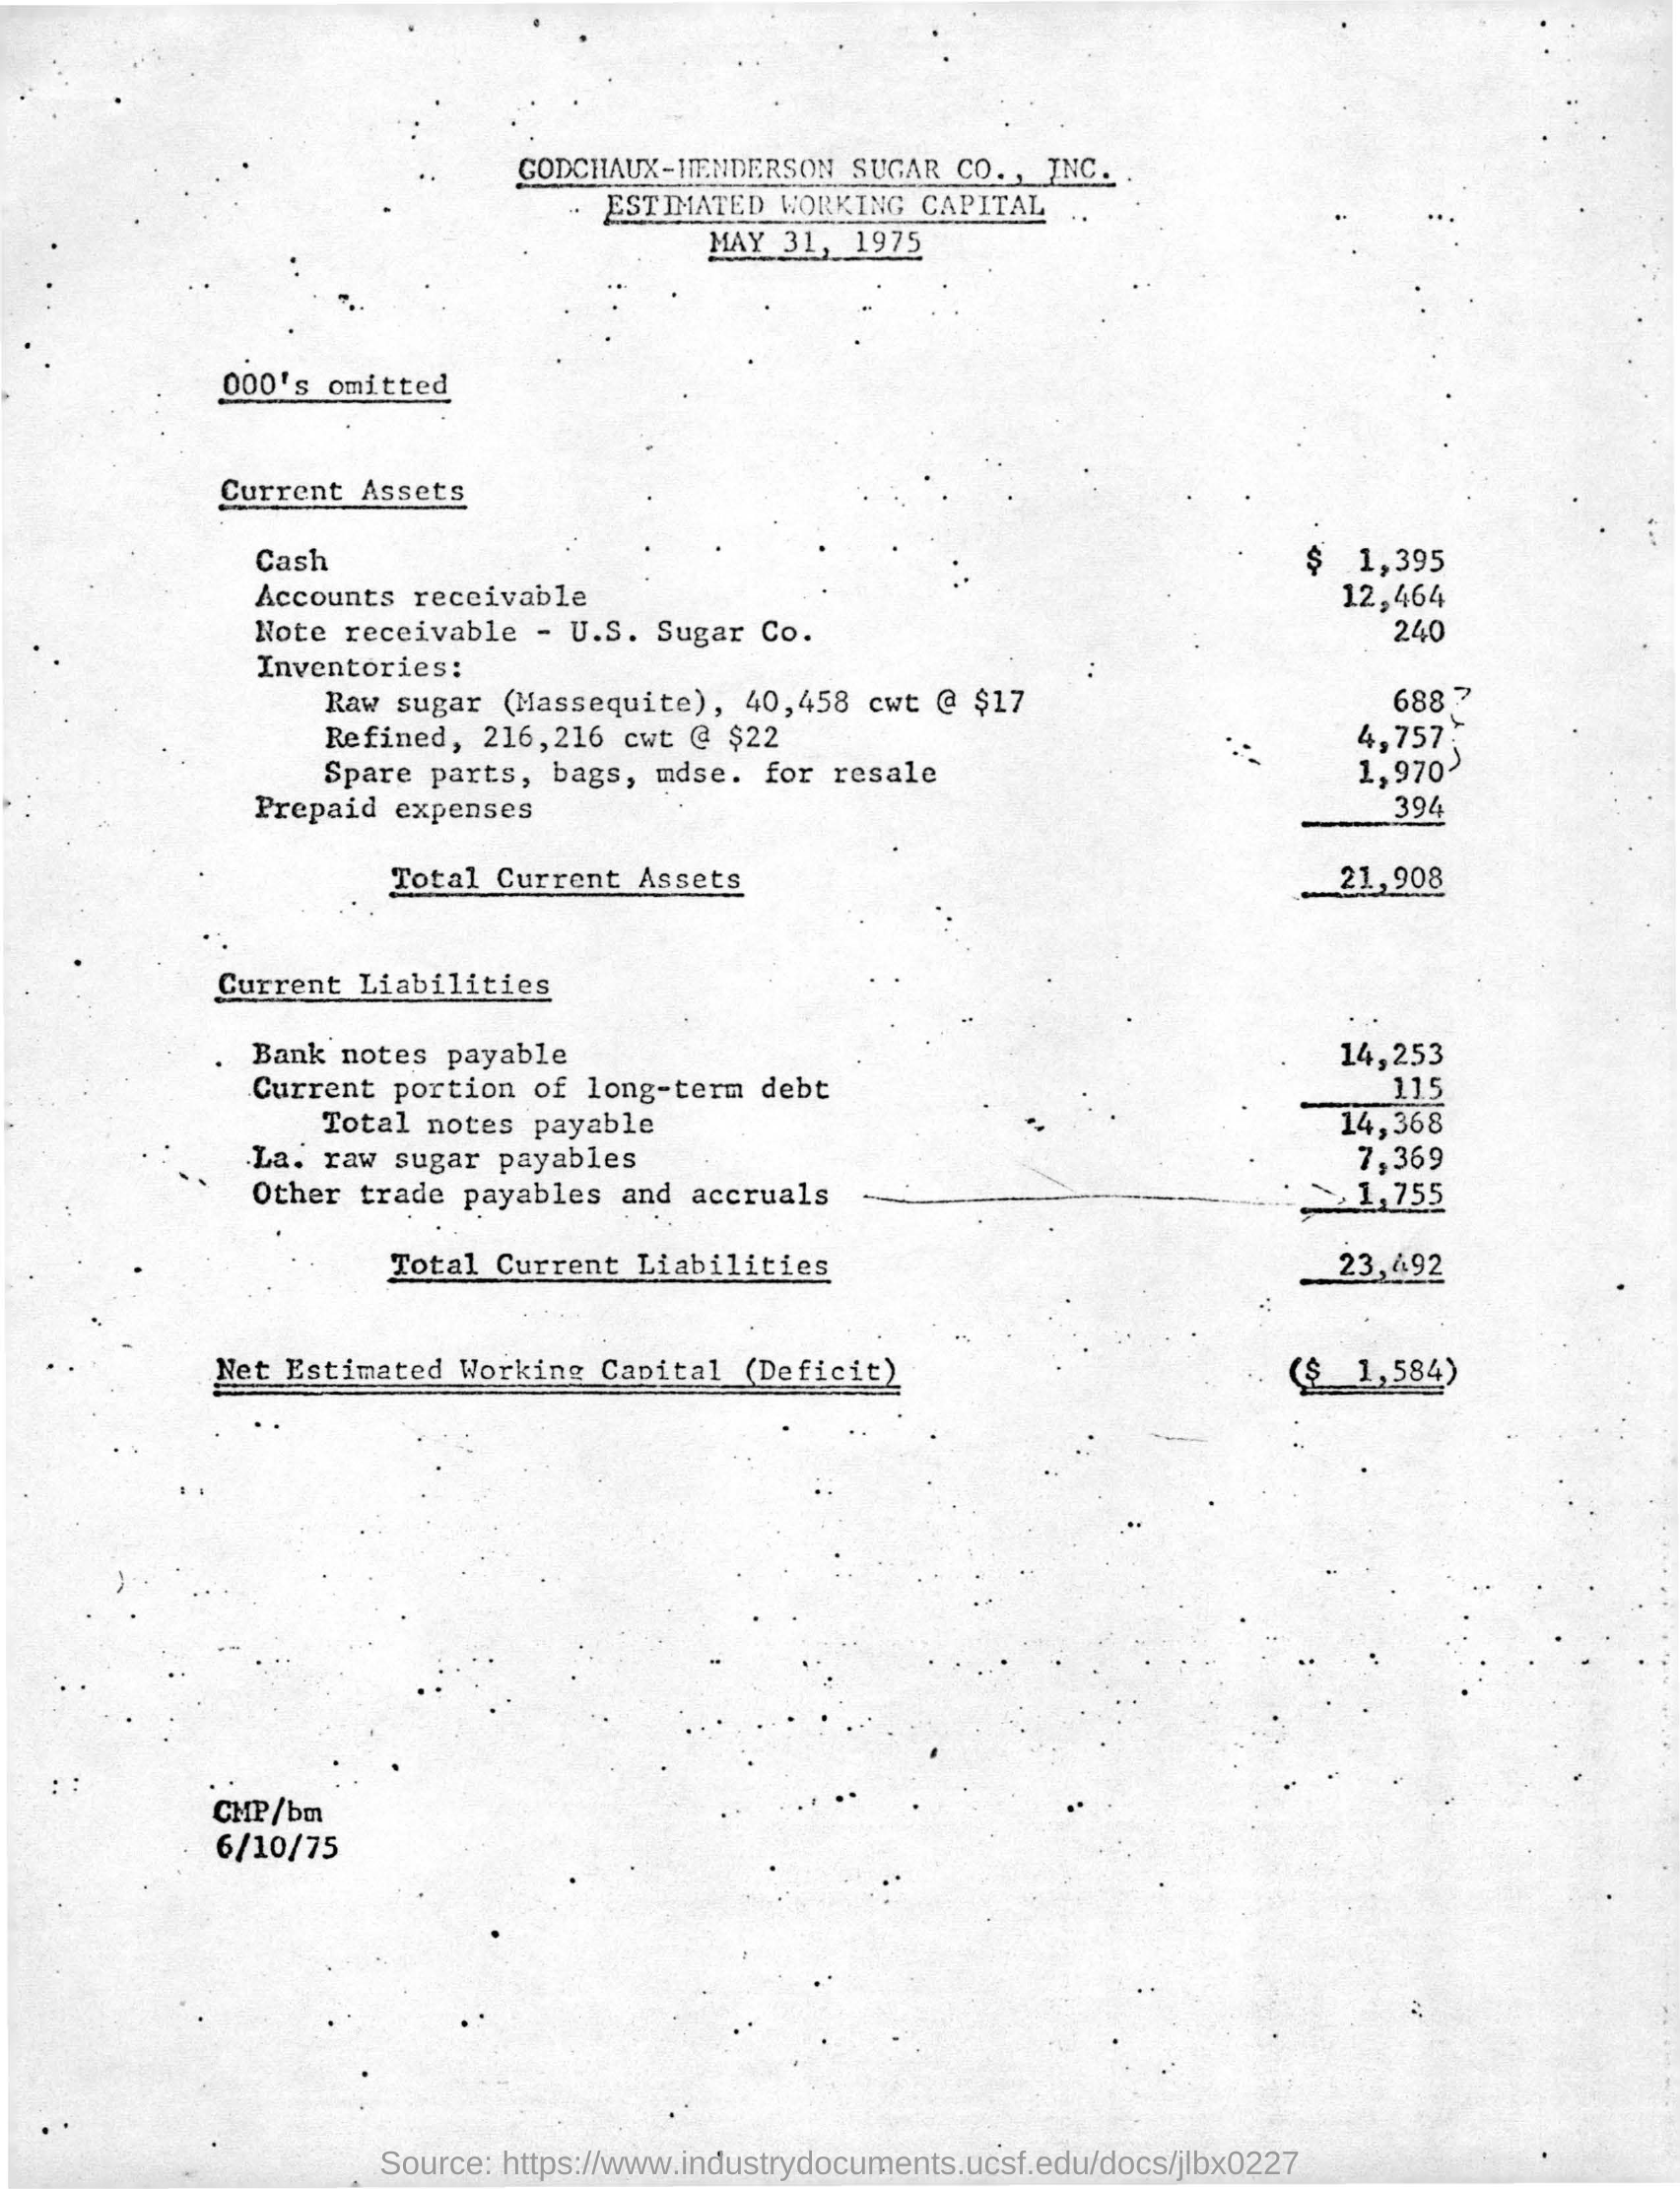 GODCHAUX-HENDERSON SUGAR CO., INC.
ESTIMATED WORKING CAPITAL
MAY 31, 1975
000's omitted
Current Assets
Cash $ 1,395
Accounts receivable 12,464
Note receivable - U.S. Sugar Co. 240
Inventories:
Raw sugar (Massequite), 40,458 cwt @ $17 688
Refined, 216,216 cwt @ $22 4,757
Spare parts, bags, mdse. for resale 1,970
Prepaid expenses 394
Total Current Assets 21,908
Current Liabilities
Bank notes payable 14,253
Current portion of long-term debt 115
Total notes payable 14,368
La. raw sugar payables 7,369
Other trade payables and accruals 1,755
Total Current Liabilities 23,492
Net Estimated Working Capital (Deficit) ($ 1,584)
CMP/bm
6/10/75
Source: https://www.industrydocuments.ucsf.edu/docs/jlbx0227